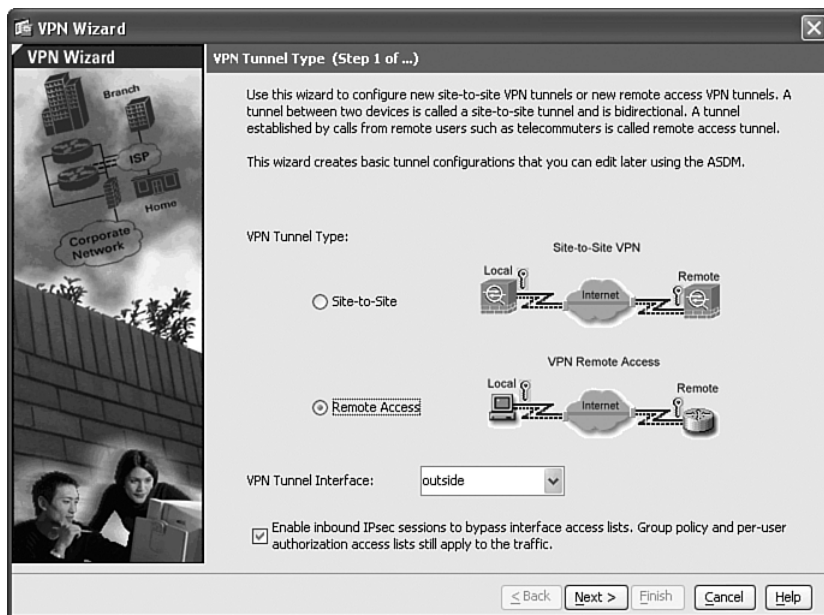 VPN Wizard
VPN Wizard
Branch
ISP
Home
Corporate
Network
VPN Tunnel Type (Step 1 of ...)
Use this wizard to configure new site-to-site VPN tunnels or new remote access VPN tunnels. A
tunnel between two devices is called a site-to-site tunnel and is bidirectional. A tunnel
established by calls from remote users such as telecommuters is called remote access tunnel.
This wizard creates basic tunnel configurations that you can edit later using the ASDM.
VPN Tunnel Type:
Site-to-Site VPN
Local
Remote
Internet
Site-to-Site
VPN Remote Access
Local
Remote
Internet
Remote Access
VPN Tunnel Interface:
outside
Enable inbound IPsec sessions to bypass interface access lists. Group policy and per-user
authorization access lists still apply to the traffic.
< Back
Next >
Finish
Cancel
Help